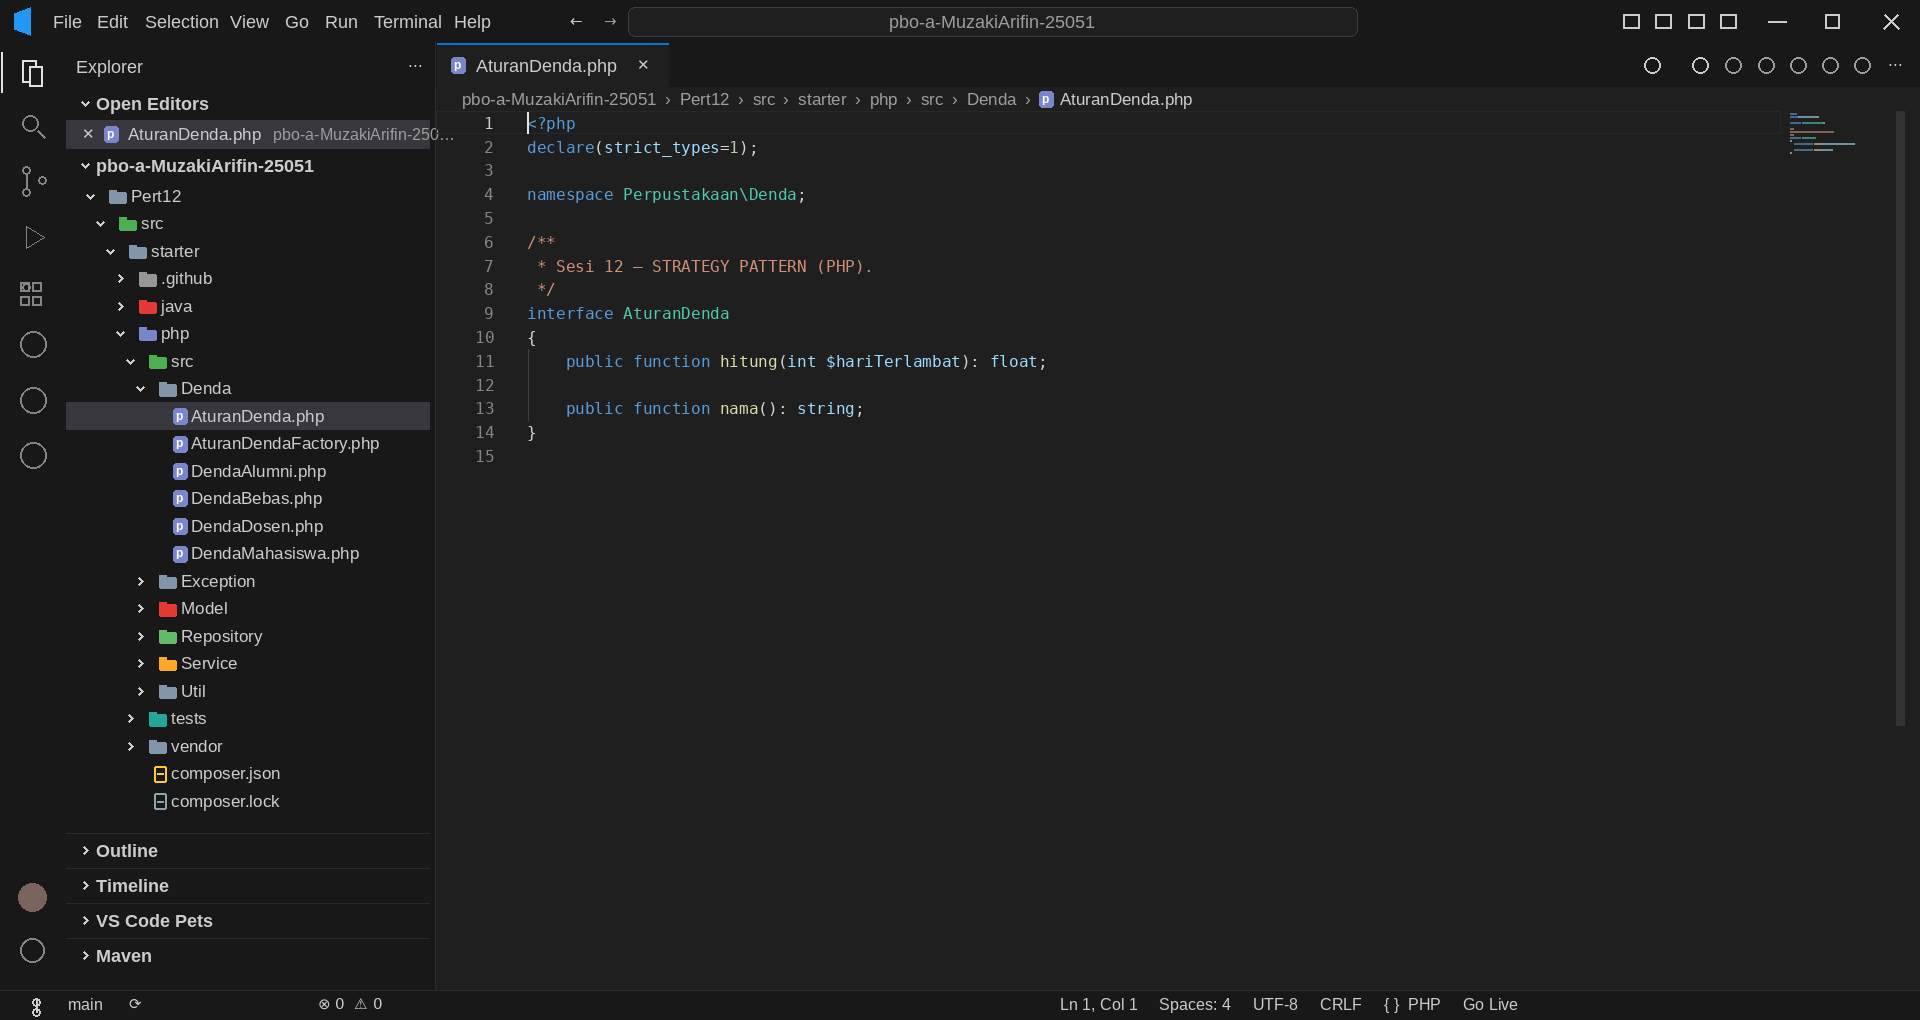 File Edit Selection View Go Run Terminal Help ← → pbo-a-MuzakiArifin-25051
Explorer ···
Open Editors
× AturanDenda.php pbo-a-MuzakiArifin-250...
pbo-a-MuzakiArifin-25051
Pert12
src
starter
.github
java
php
src
Denda
AturanDenda.php
AturanDendaFactory.php
DendaAlumni.php
DendaBebas.php
DendaDosen.php
DendaMahasiswa.php
Exception
Model
Repository
Service
Util
tests
vendor
composer.json
composer.lock
Outline
Timeline
VS Code Pets
Maven
p AturanDenda.php × ···
pbo-a-MuzakiArifin-25051 › Pert12 › src › starter › php › src › Denda › p AturanDenda.php
1 <?php
2 declare(strict_types=1);
3
4 namespace Perpustakaan\Denda;
5
6 /**
7  * Sesi 12 — STRATEGY PATTERN (PHP).
8  */
9 interface AturanDenda
10 {
11     public function hitung(int $hariTerlambat): float;
12
13     public function nama(): string;
14 }
15
main ⟳ ⊗ 0 ⚠ 0 Ln 1, Col 1 Spaces: 4 UTF-8 CRLF { } PHP Go Live